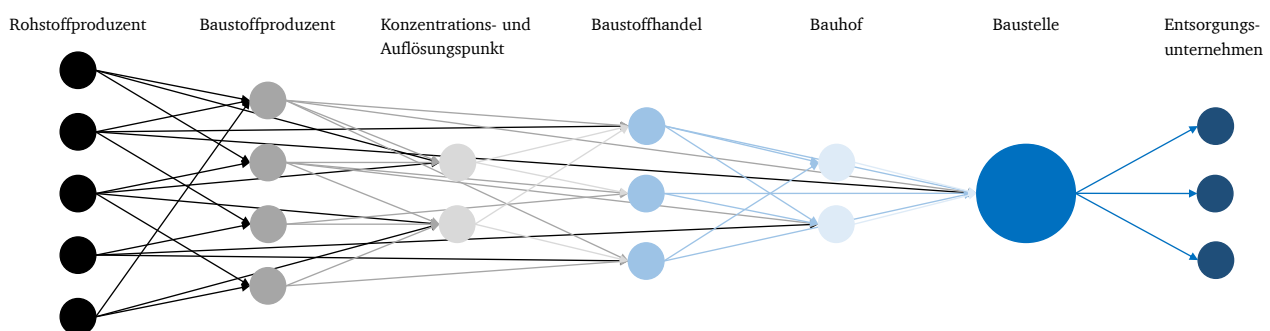 Rohstoffproduzent
Baustoffproduzent
Konzentrations- und
Auflösungspunkt
Baustoffhandel
Bauhof
Baustelle
Entsorgungs-
unternehmen